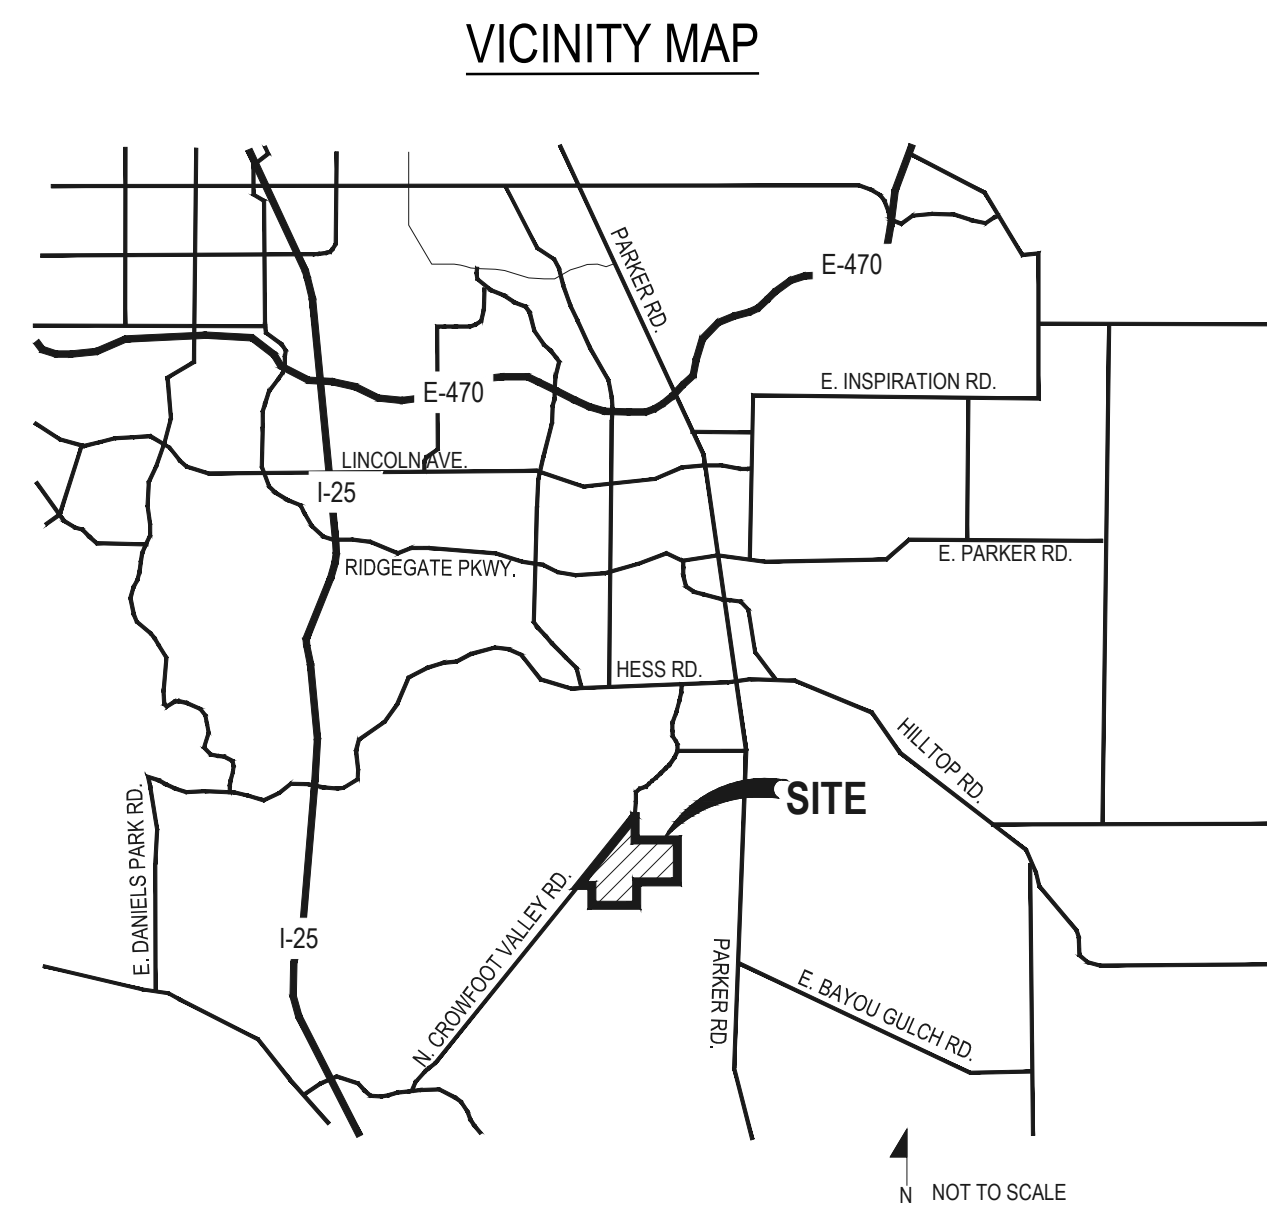 VICINITY MAP
PARKER RD.
E-470
E. INSPIRATION RD.
E-470
LINCOLN AVE.
I-25
E. PARKER RD.
RIDGEGATE PKWY.
HESS RD.
HILLTOP RD.
SITE
E. DANIELS PARK RD.
N. CROWFOOT VALLEY RD.
I-25
PARKER RD.
E. BAYOU GULCH RD.
N
NOT TO SCALE